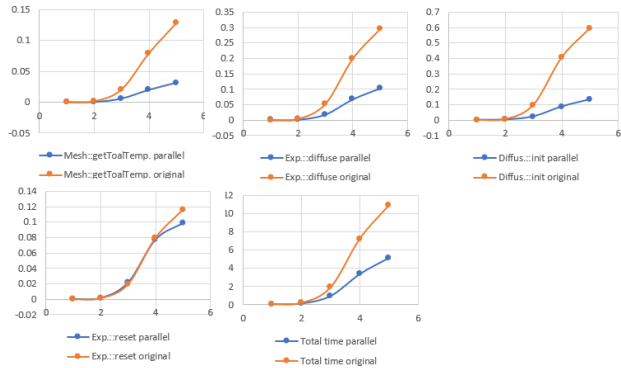 0.15
0.1
0.05
0
-0.05
0 2 4 6
Mesh::getToalTemp. parallel
Mesh::getToalTemp. original
0.35
0.3
0.25
0.2
0.15
0.1
0.05
0
-0.05
0 2 4 6
Exp.::diffuse parallel
Exp.::diffuse original
0.7
0.6
0.5
0.4
0.3
0.2
0.1
0
-0.1
0 2 4 6
Diffus.::init parallel
Diffus.::init original
0.14
0.12
0.1
0.08
0.06
0.04
0.02
0
-0.02
0 2 4 6
Exp.::reset parallel
Exp.::reset original
12
10
8
6
4
2
0
0 2 4 6
Total time parallel
Total time original